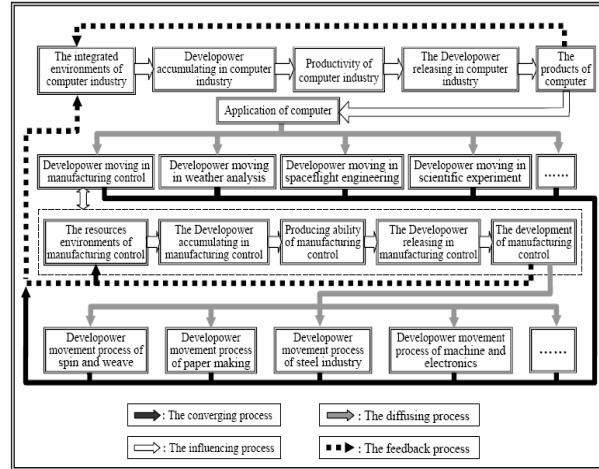 The integrated
environments of
computer industry
Developower
accumulating in computer
industry
Productivity of
computer industry
The Developower
releasing in computer
industry
The
products of
computer
Application of computer
Developower moving in
manufacturing control
Developower moving
in weather analysis
Developower moving in
spaceflight engineering
Developower moving in
scientific experiment
……
The resources
environments of
manufacturing control
The Developower
accumulating in
manufacturing control
Producing ability
of manufacturing
control
The Developower
releasing in
manufacturing control
The development
of manufacturing
control
Developower
movement process of
spin and weave
Developower
movement process
of paper making
Developower
movement process
of steel industry
Developower movement
process of machine and
electronics
……
: The converging process
: The diffusing process
: The influencing process
: The feedback process